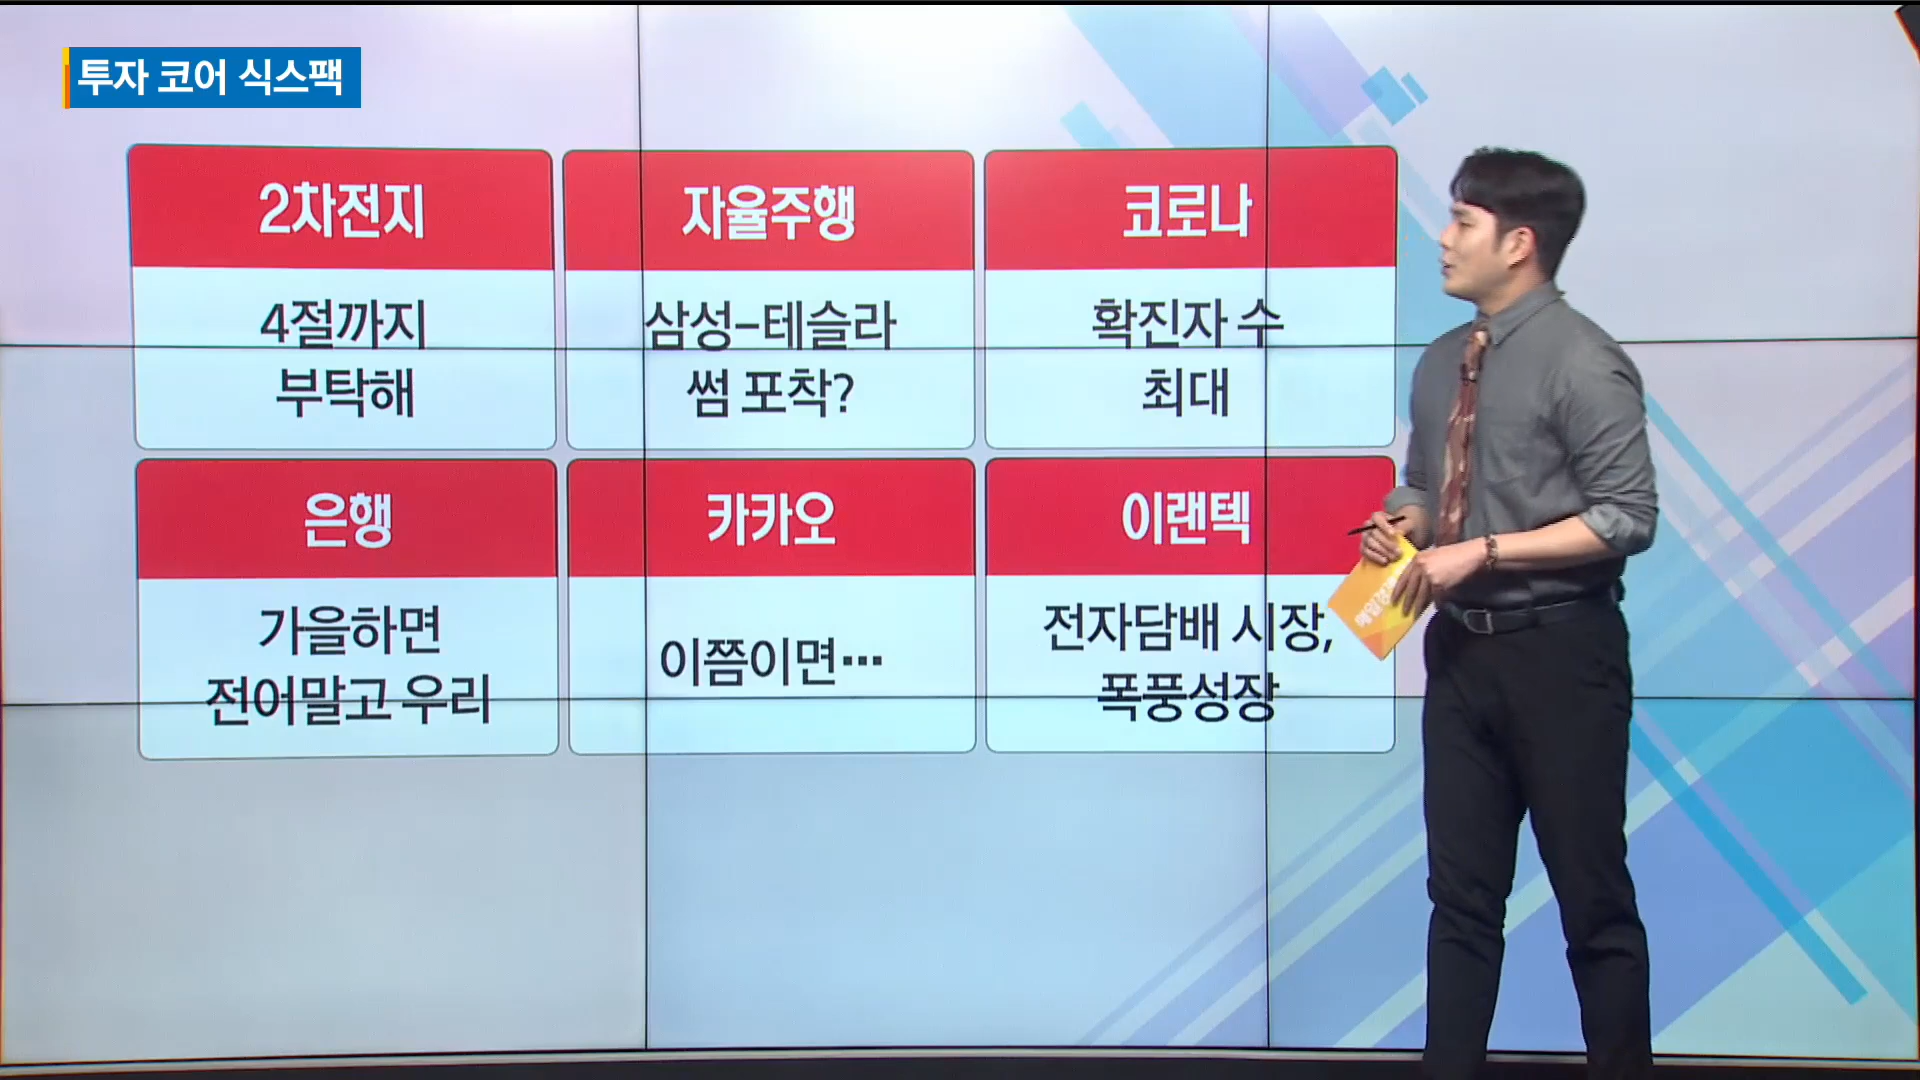 투자 코어 식스팩
2차전지
4절까지
부탁해
자율주행
삼성-테슬라
썸 포착?
코로나
확진자 수
최대
은행
가을하면
전어말고 우리
카카오
이쯤이면…
이랜텍
전자담배 시장,
폭풍성장
매일경